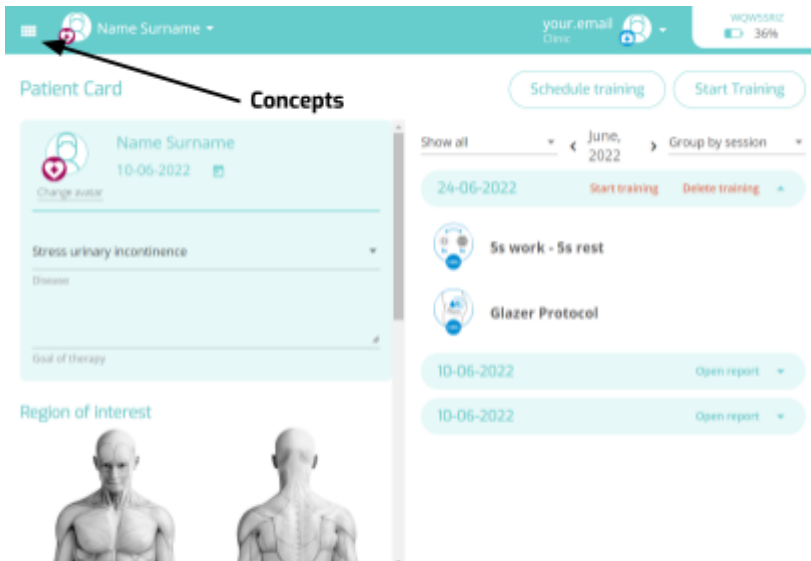 Name Surname
your.email
Clinic
WQW5SRIZ
36%
Concepts
Patient Card
Schedule training
Start Training
Name Surname
10-06-2022
Change avatar
Stress urinary incontinence
Disease
Goal of therapy
Region of interest
Show all
June, 2022
Group by session
24-06-2022
Start training
Delete training
5s work - 5s rest
Glazer Protocol
10-06-2022
Open report
10-06-2022
Open report